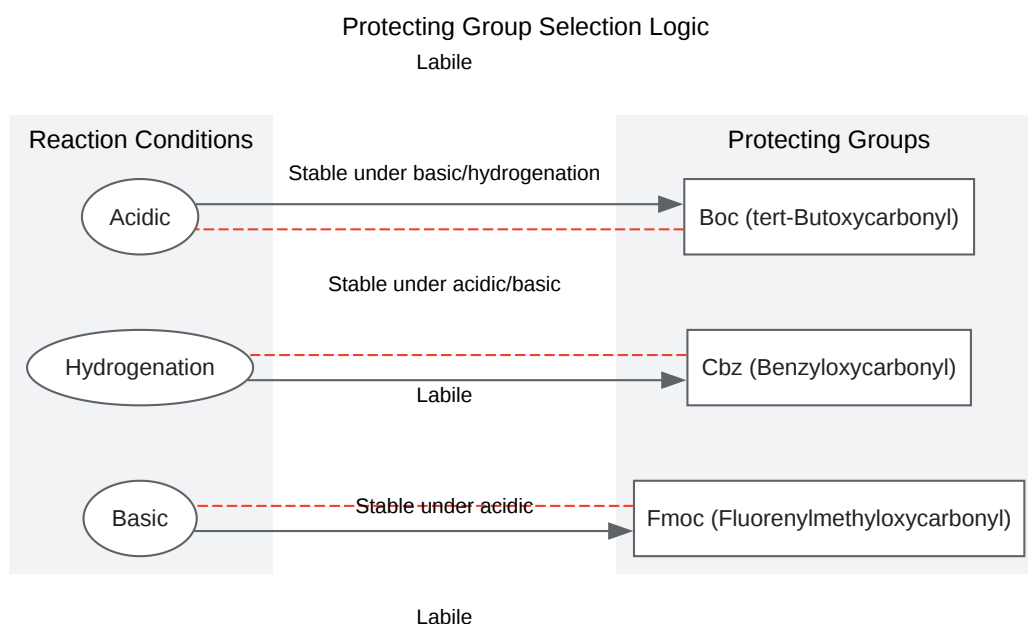 Protecting Group Selection Logic
Labile
Reaction Conditions
Protecting Groups
Stable under basic/hydrogenation
Acidic
Boc (tert-Butoxycarbonyl)
Stable under acidic/basic
Hydrogenation
Cbz (Benzyloxycarbonyl)
Labile
Stable under acidic
Basic
Fmoc (Fluorenylmethyloxycarbonyl)
Labile